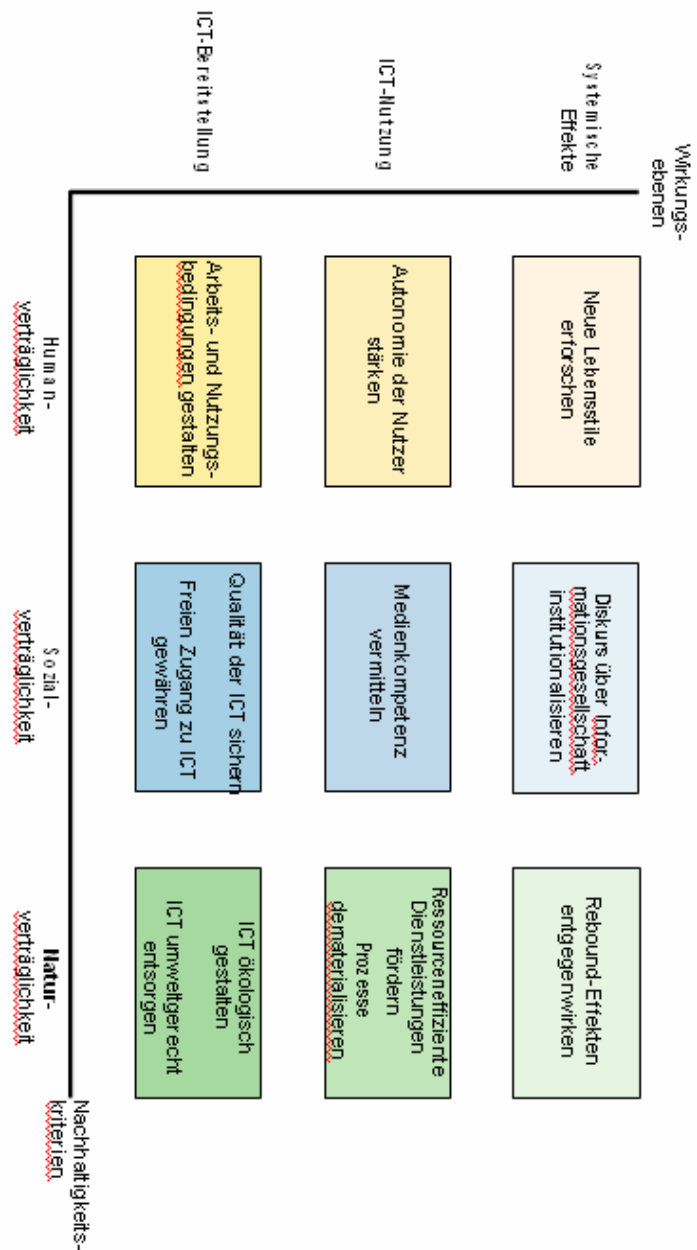 Wirkungs-
ebenen
Systemische
Effekte
Neue Lebensstile
erforschen
Diskurs über Infor-
mationsgesellschaft
institutionalisieren
Rebound-Effekten
entgegenwirken
ICT-Nutzung
Autonomie der Nutzer
stärken
Medienkompetenz
vermitteln
Ressourceneffiziente
Dienstleistungen
fördern
Prozesse
dematerialisieren
ICT-Bereitstellung
Arbeits- und Nutzungs-
bedingungen gestalten
Qualität der ICT sichern
Freien Zugang zu ICT
gewähren
ICT ökologisch
gestalten
ICT umweltgerecht
entsorgen
Human-
verträglichkeit
Sozial-
verträglichkeit
Natur-
verträglichkeit
Nachhaltigkeits-
kriterien